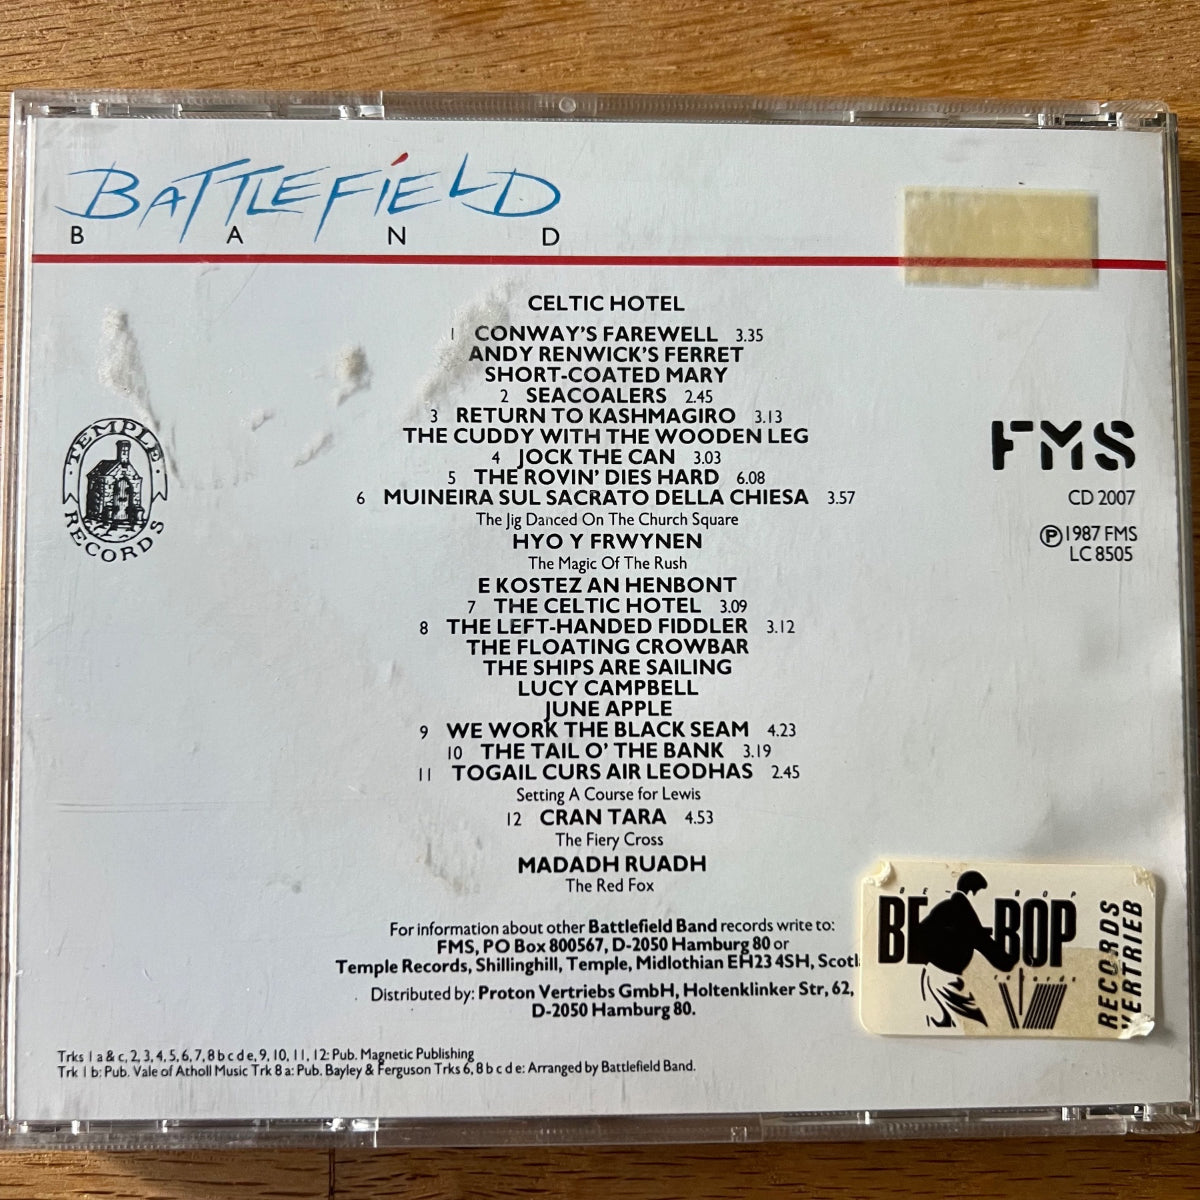 BATTLEFIELD
BAND
CELTIC HOTEL
1 CONWAY'S FAREWELL 3.35
ANDY RENWICK'S FERRET
SHORT-COATED MARY
2 SEACOALERS 2.45
3 RETURN TO KASHMAGIRO 3.13
THE CUDDY WITH THE WOODEN LEG
4 JOCK THE CAN 3.03
5 THE ROVIN' DIES HARD 6.08
6 MUINEIRA SUL SACRATO DELLA CHIESA 3.57
The Jig Danced On The Church Square
HYO Y FRWYNEN
The Magic Of The Rush
E KOSTEZ AN HENBONT
7 THE CELTIC HOTEL 3.09
8 THE LEFT-HANDED FIDDLER 3.12
THE FLOATING CROWBAR
THE SHIPS ARE SAILING
LUCY CAMPBELL
JUNE APPLE
9 WE WORK THE BLACK SEAM 4.23
10 THE TAIL O' THE BANK 3.19
11 TOGAIL CURS AIR LEODHAS 2.45
Setting A Course for Lewis
12 CRAN TARA 4.53
The Fiery Cross
MADADH RUADH
The Red Fox
TEMPLE
RECORDS
FMS
CD 2007
Ⓟ1987 FMS
LC 8505
For information about other Battlefield Band records write to:
FMS, PO Box 800567, D-2050 Hamburg 80 or
Temple Records, Shillinghill, Temple, Midlothian EH23 4SH,
Distributed by: Proton Vertriebs GmbH, Holtenklinker Str, 62,
D-2050 Hamburg 80.
BE-BOP
BE-BOP
records
RECORDS
VERTRIEB
Trks 1 a & c, 2, 3, 4, 5, 6, 7, 8 b c d e, 9, 10, 11, 12: Pub. Magnetic Publishing
Trk 1 b: Pub. Vale of Atholl Music Trk 8 a: Pub. Bayley & Ferguson Trks 6, 8 b c d e: Arranged by Battlefield Band.